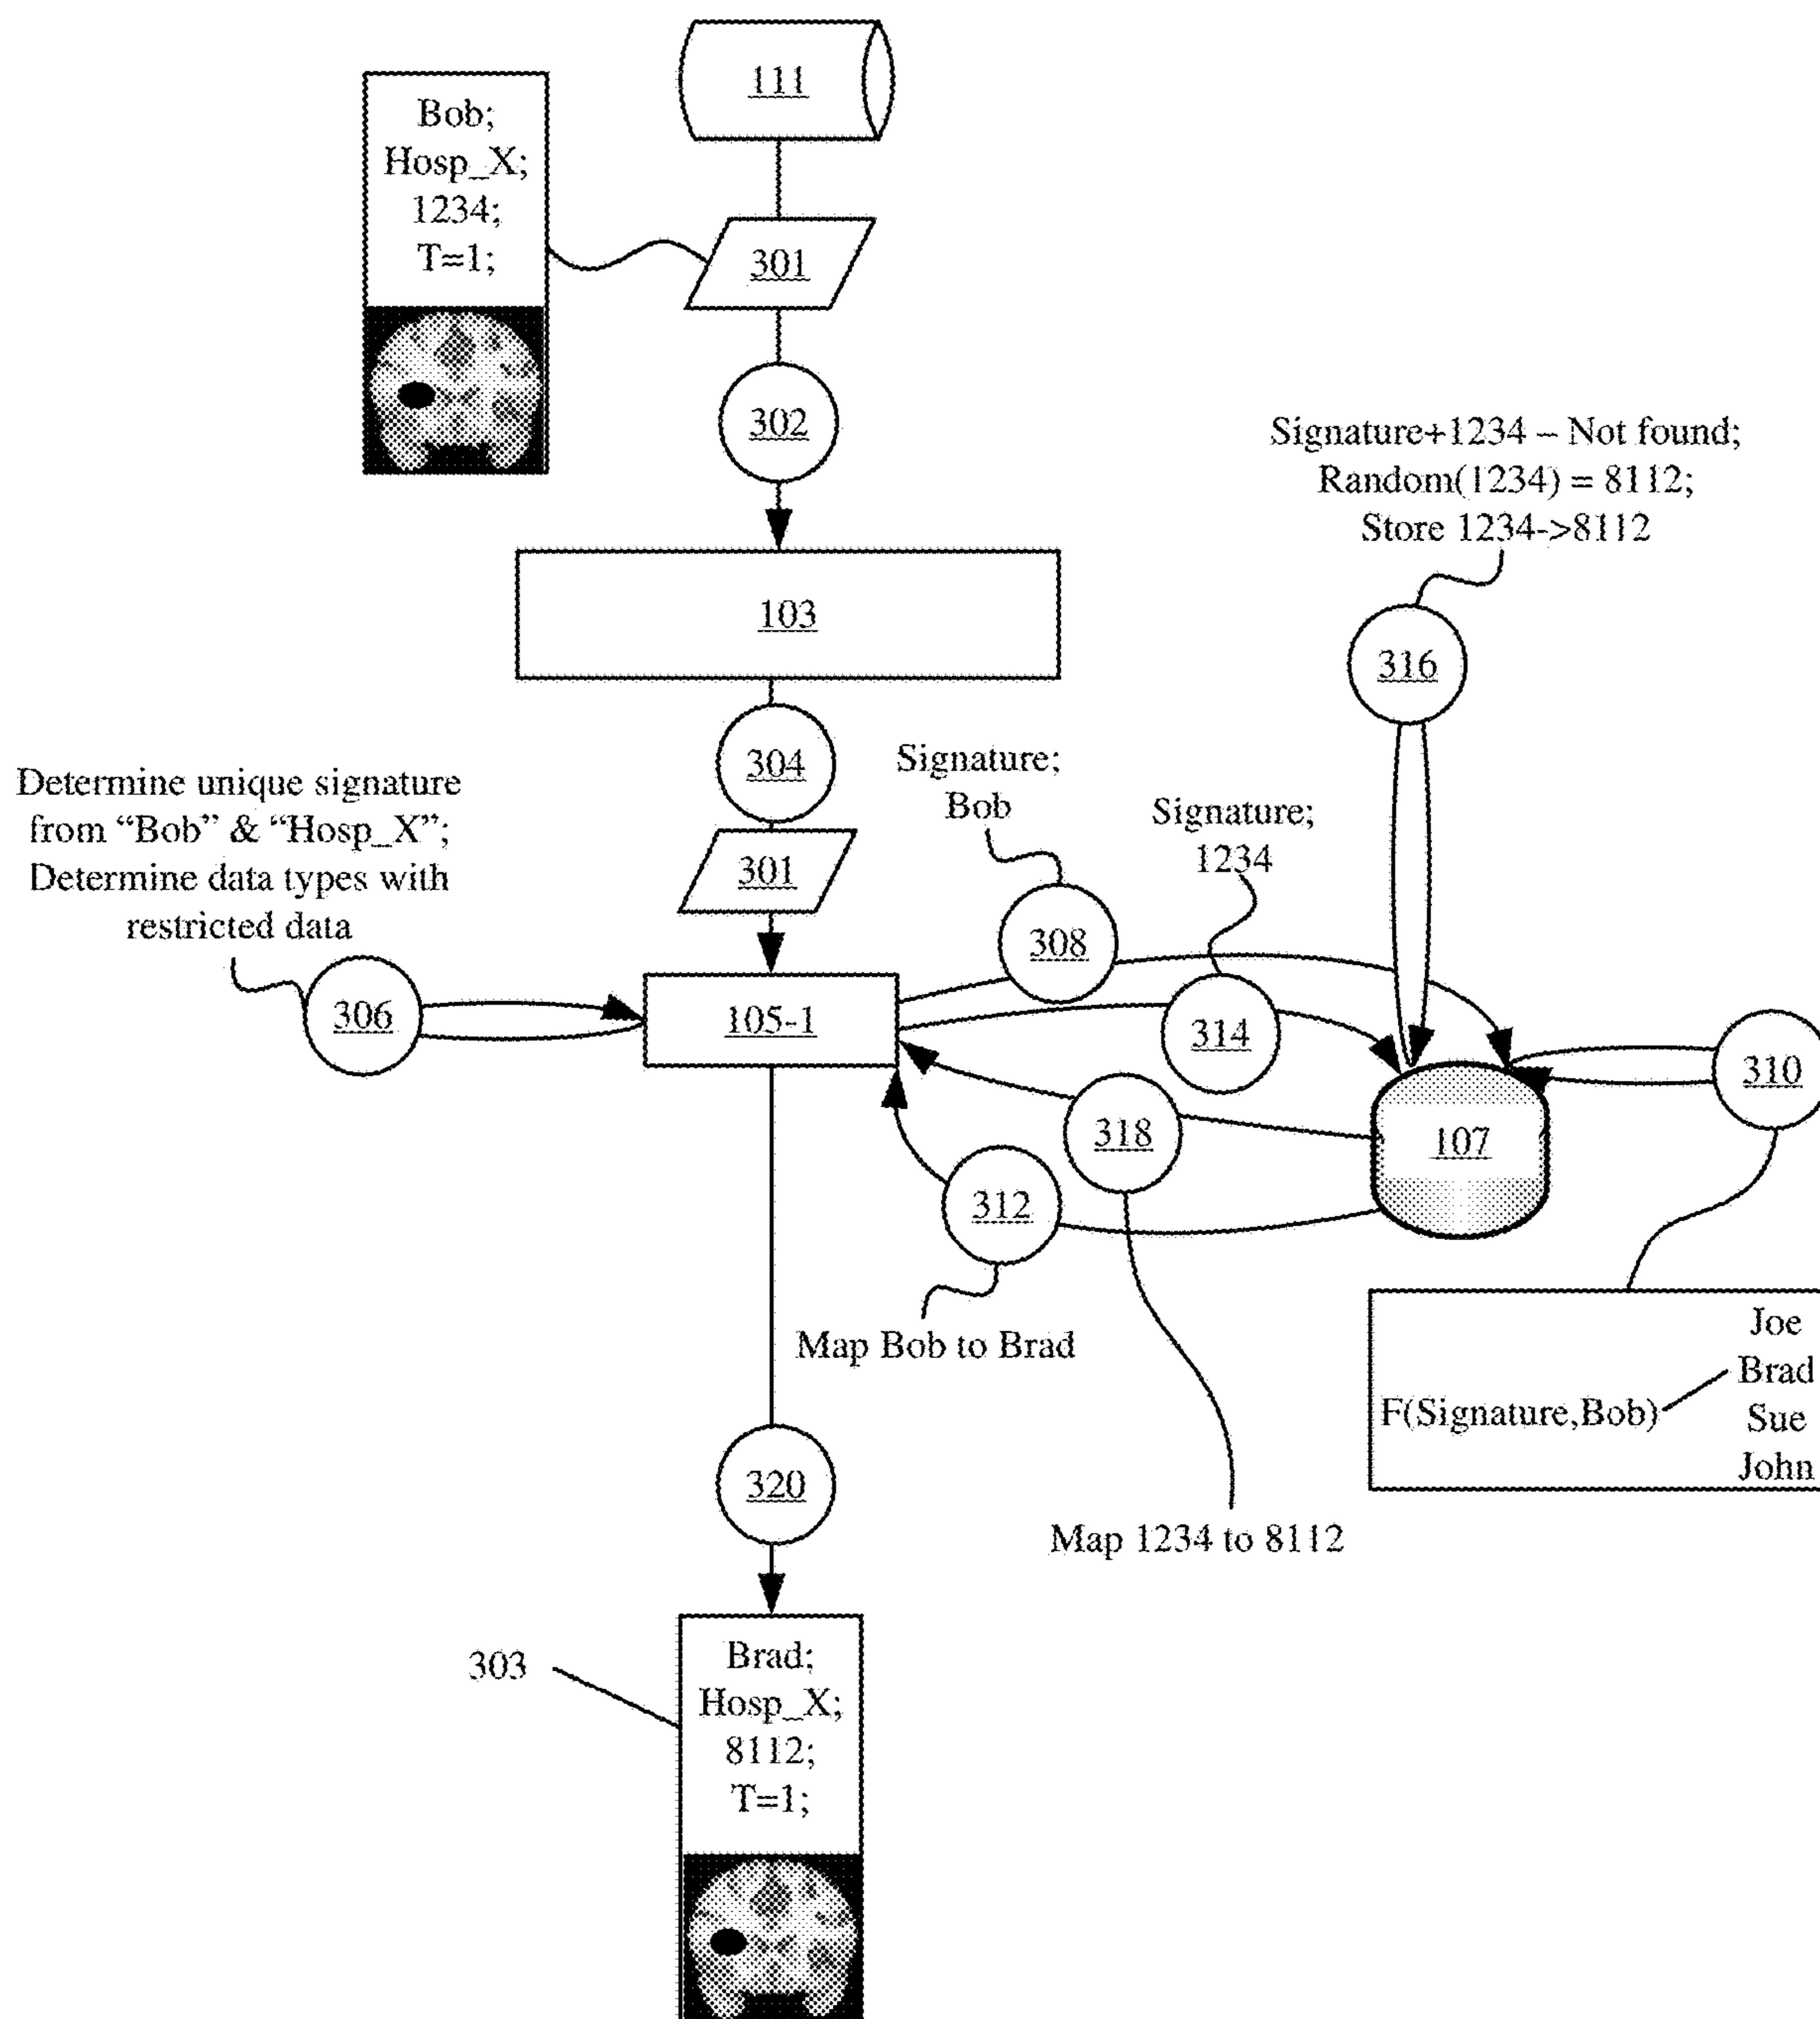 111
Bob;
Hosp_X;
1234;
T=1;
301
302
Signature+1234 – Not found;
Random(1234) = 8112;
Store 1234->8112
103
316
304
Signature;
Bob
Signature;
1234
Determine unique signature
from “Bob” & “Hosp_X”;
Determine data types with
restricted data
301
308
306
105-1
314
310
318
107
312
Map Bob to Brad
Joe
Brad
F(Signature,Bob)
Sue
John
320
Map 1234 to 8112
303
Brad;
Hosp_X;
8112;
T=1;